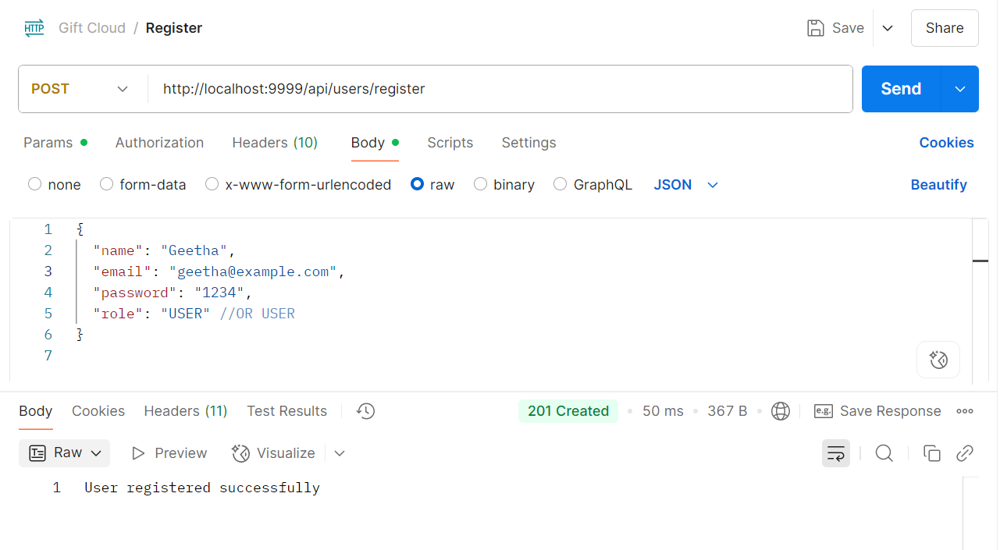 HTTP Gift Cloud / Register Save Share
POST http://localhost:9999/api/users/register Send
Params Authorization Headers (10) Body Scripts Settings Cookies
none form-data x-www-form-urlencoded raw binary GraphQL JSON Beautify
1 {
2 "name": "Geetha",
3 "email": "geetha@example.com",
4 "password": "1234",
5 "role": "USER" //OR USER
6 }
7
Body Cookies Headers (11) Test Results 201 Created 50 ms 367 B e.g. Save Response
Raw Preview Visualize
1 User registered successfully